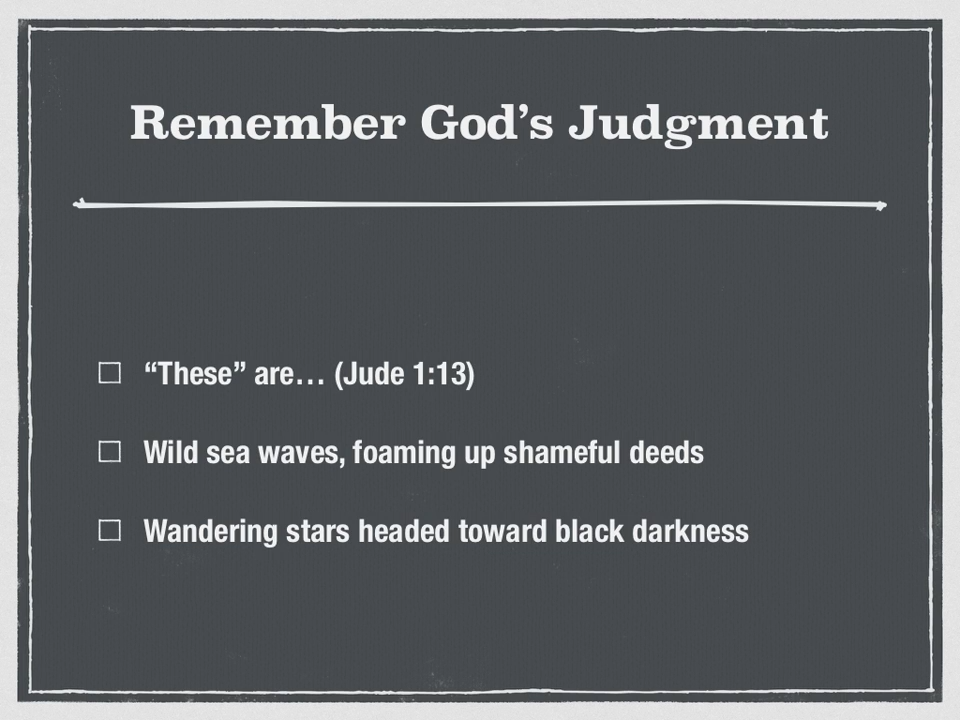 Remember God’s Judgment
“These” are… (Jude 1:13)
Wild sea waves, foaming up shameful deeds
Wandering stars headed toward black darkness